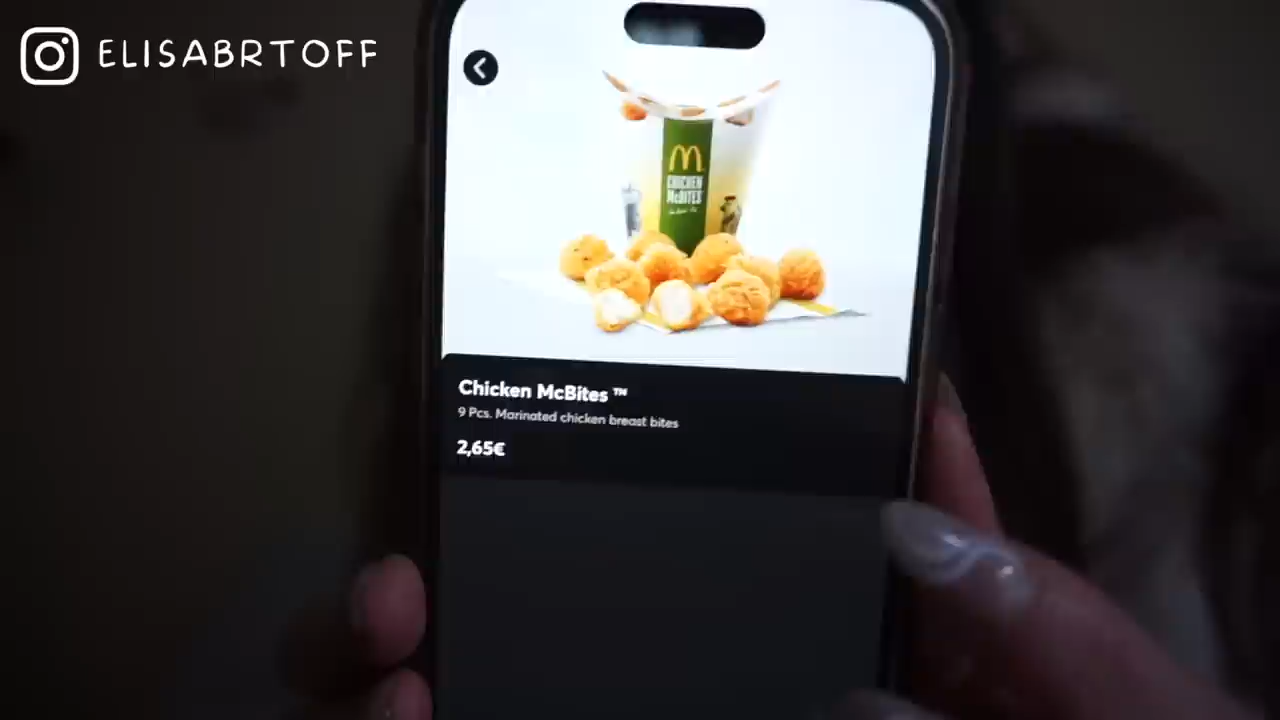 ELISABRTOFF
M
CHICKEN
McBITES
Chicken McBites ™
9 Pcs. Marinated chicken breast bites
2,65€